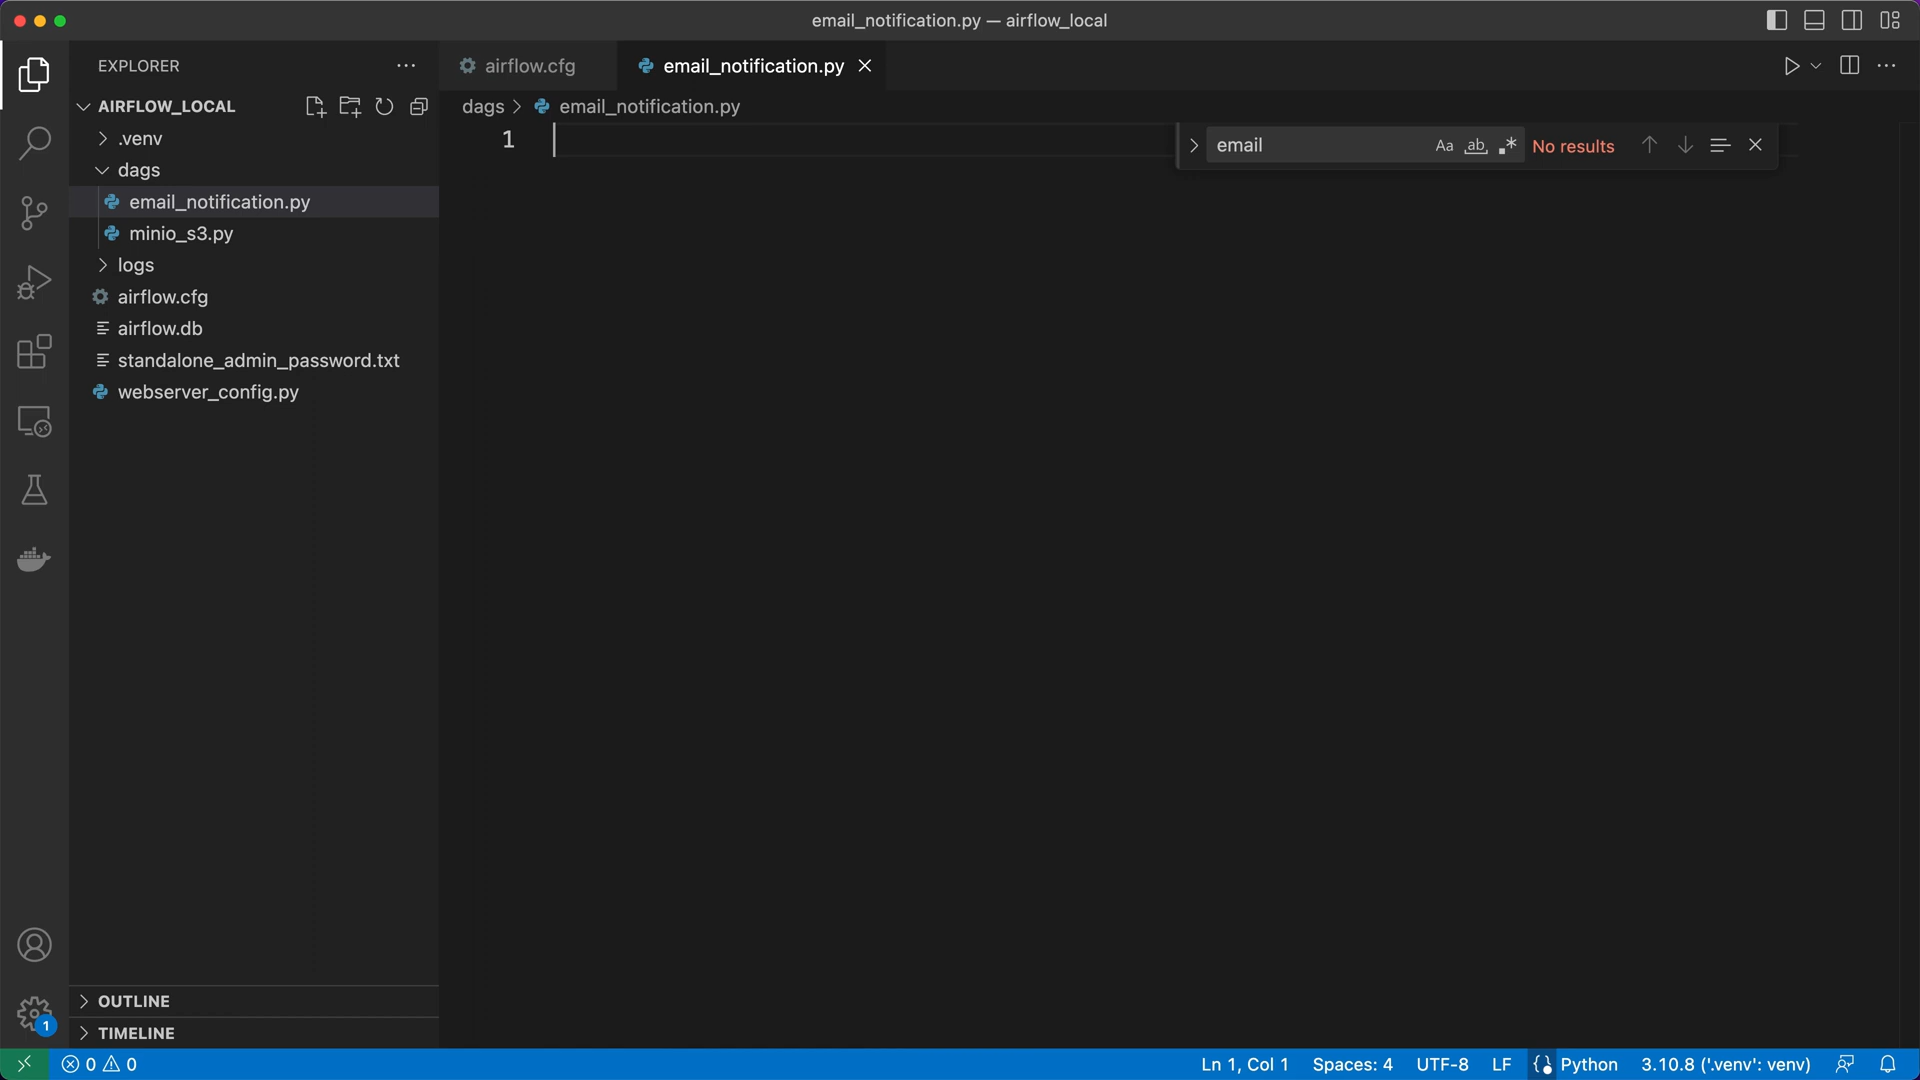 email_notification.py — airflow_local
EXPLORER
AIRFLOW_LOCAL
.venv
dags
email_notification.py
minio_s3.py
logs
airflow.cfg
airflow.db
standalone_admin_password.txt
webserver_config.py
OUTLINE
TIMELINE
1
airflow.cfg
email_notification.py
dags > email_notification.py
1
email
Aa
ab
No results
0 0
Ln 1, Col 1
Spaces: 4
UTF-8
LF
Python
3.10.8 ('.venv': venv)